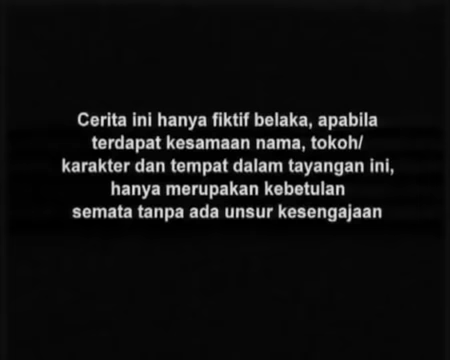 Cerita ini hanya fiktif belaka, apabila
terdapat kesamaan nama, tokoh/
karakter dan tempat dalam tayangan ini,
hanya merupakan kebetulan
semata tanpa ada unsur kesengajaan